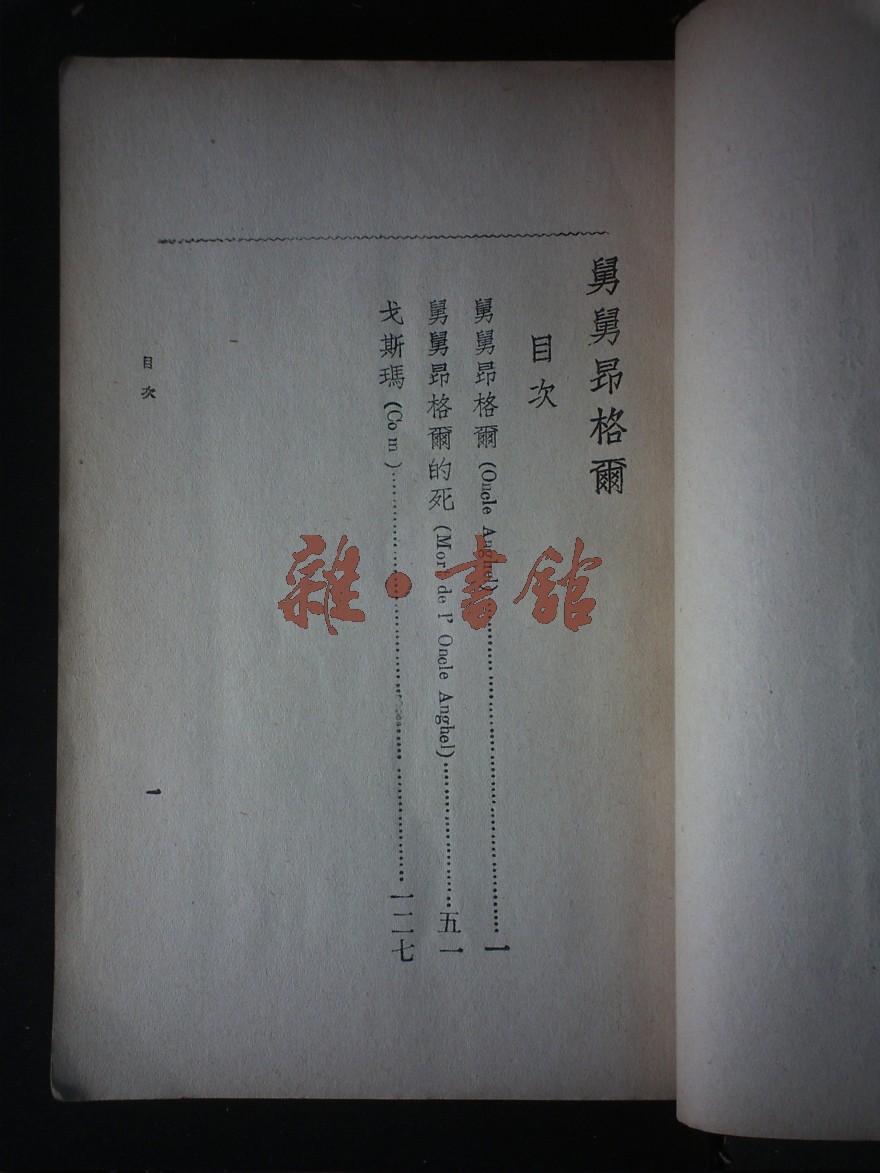 舅舅昂格爾
目次
舅舅昂格爾 (Oncle Anghel) 一
舅舅昂格爾的死 (Mort de l' Oncle Anghel) 五一
戈斯瑪 (Co m ) 一二七
目次
一
雜·書館